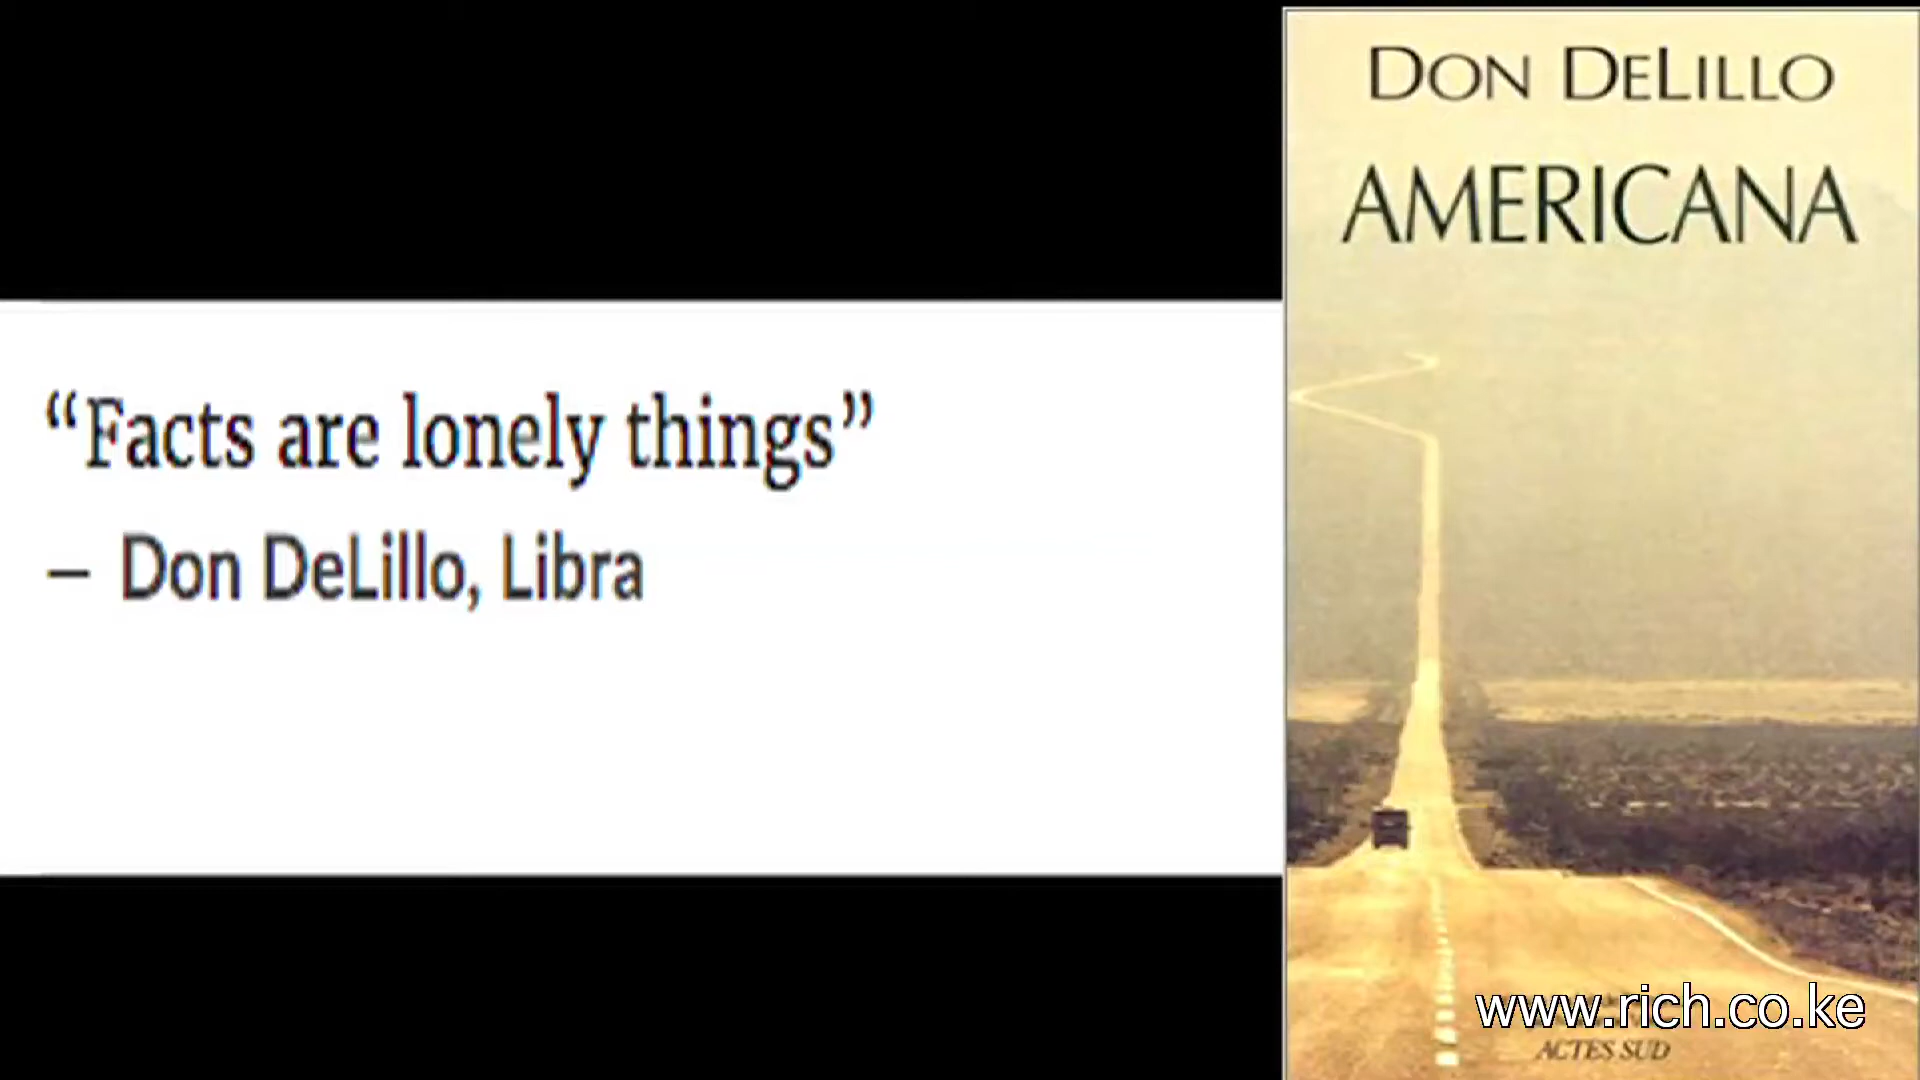 “Facts are lonely things”
– Don DeLillo, Libra
DON DELILLO
AMERICANA
www.rich.co.ke
ACTES SUD